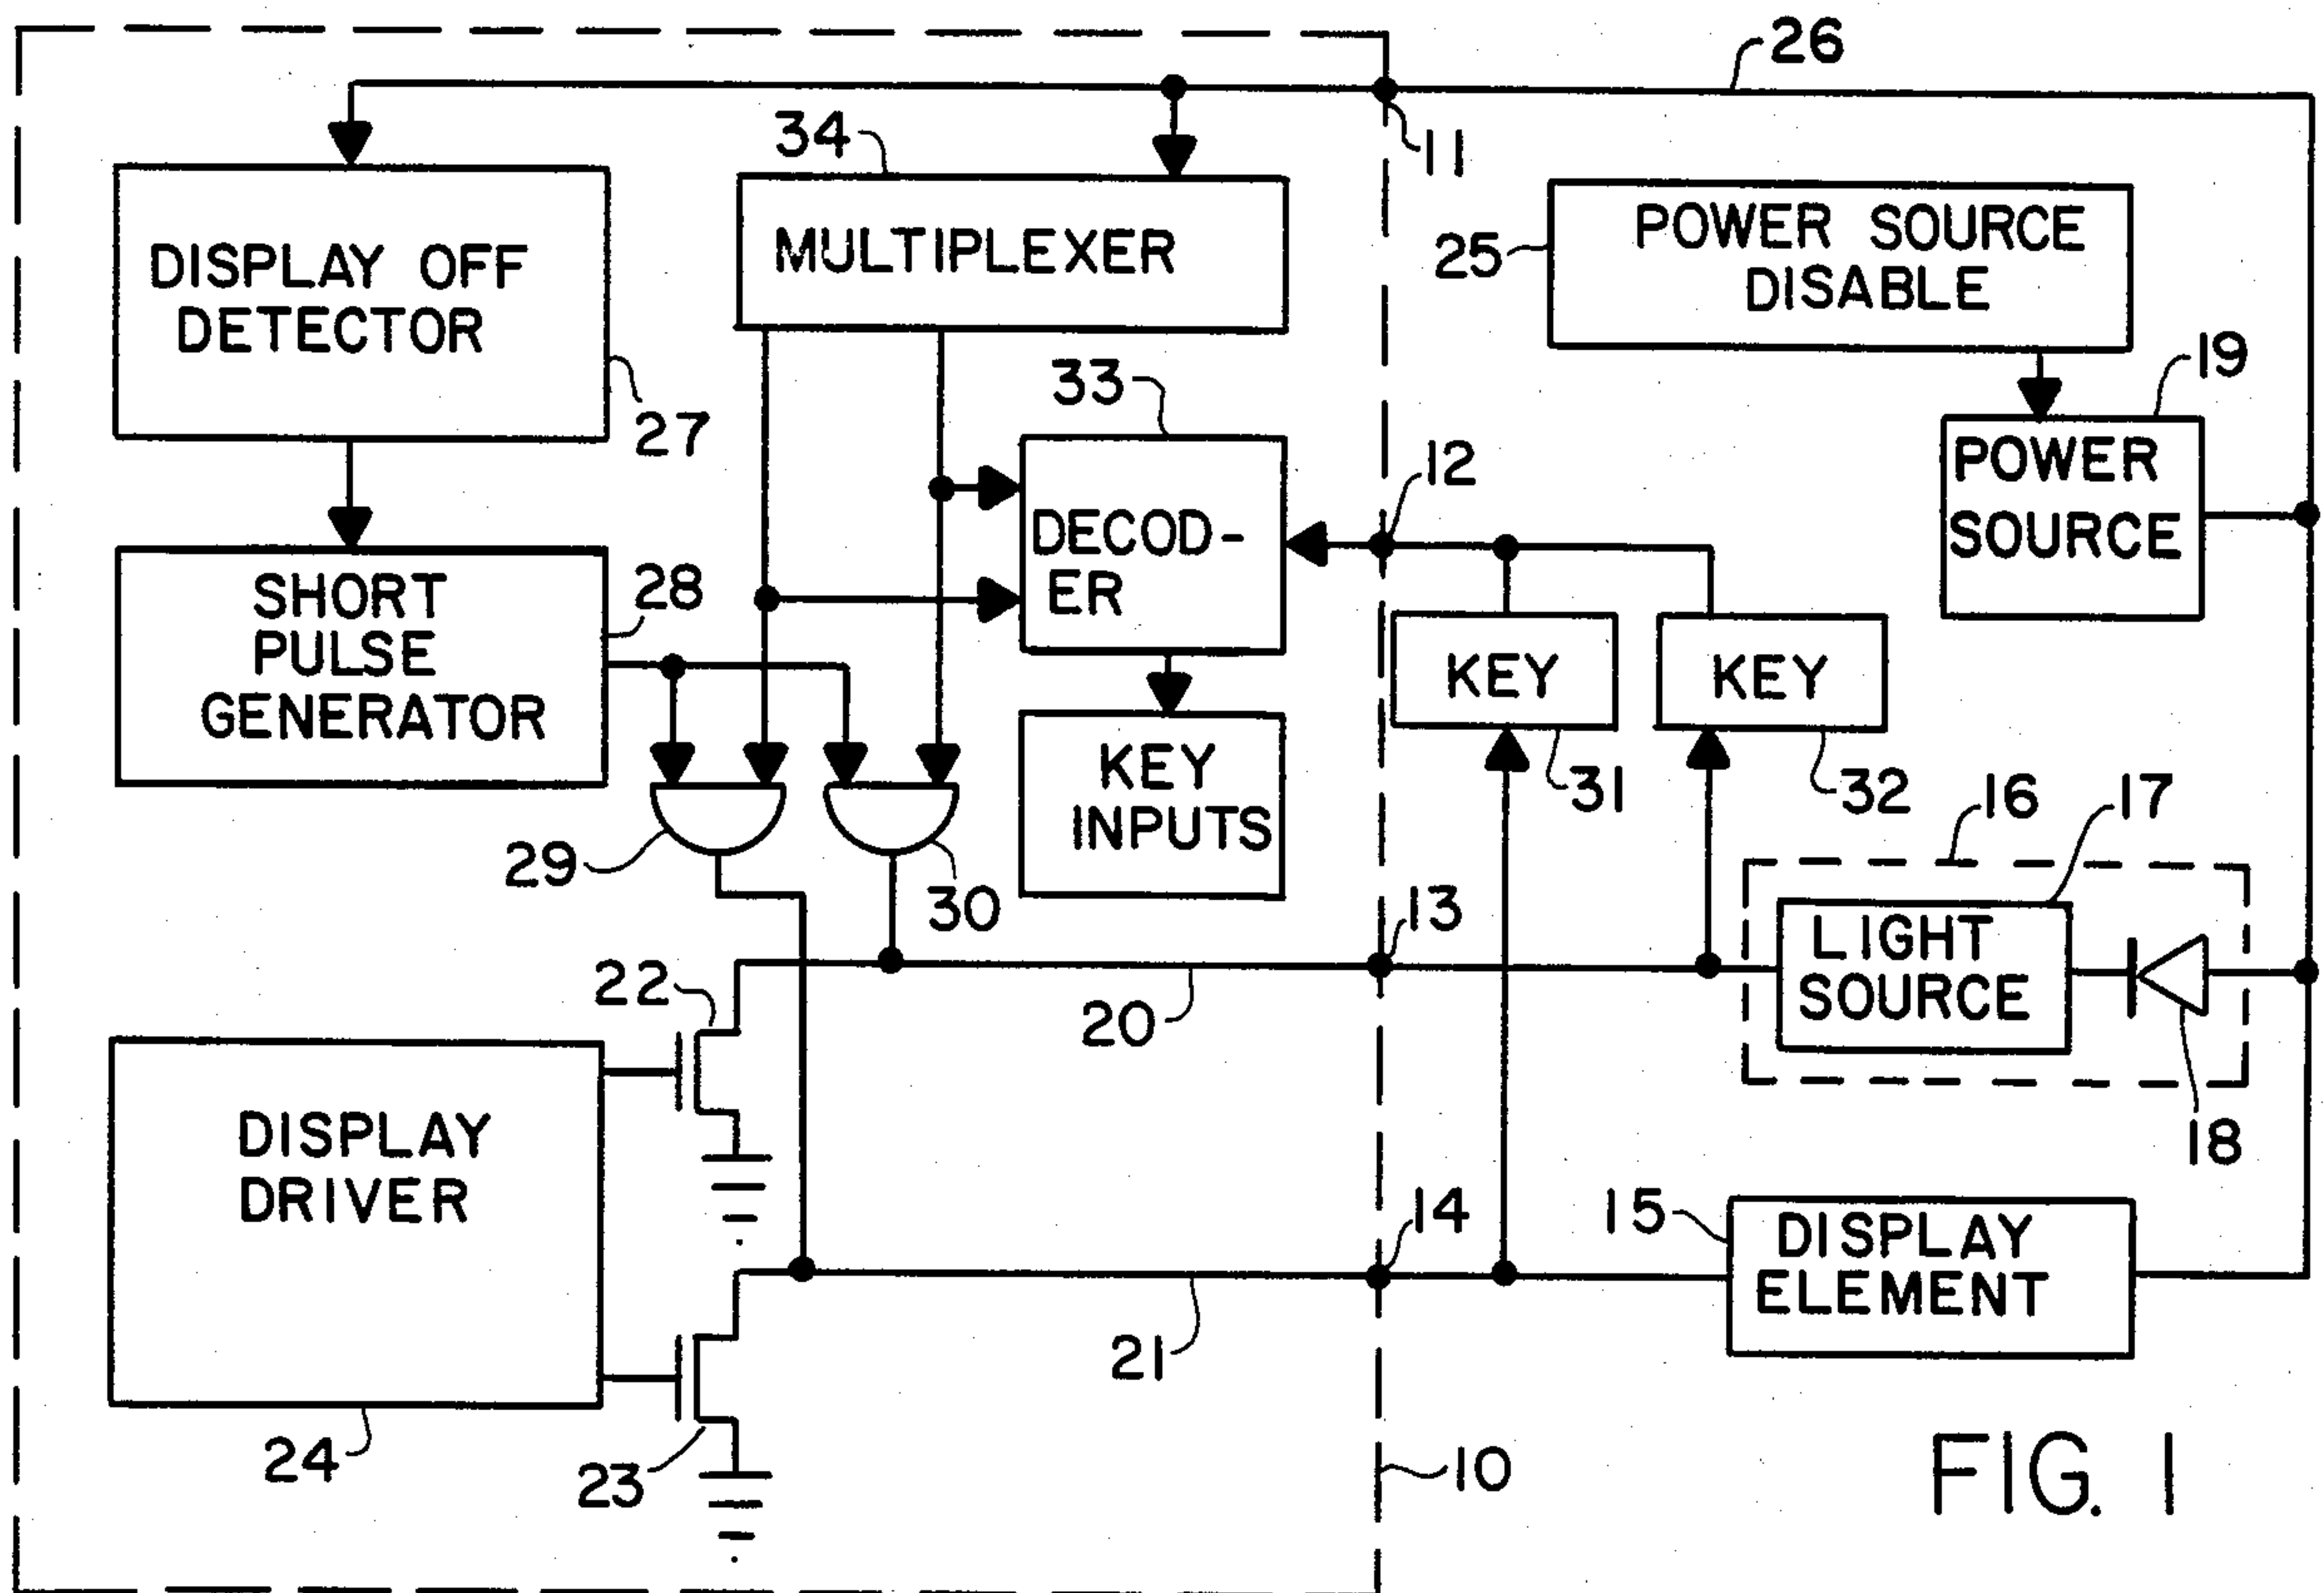 26
34
11
MULTIPLEXER
25
POWER SOURCE
DISABLE
DISPLAY OFF
DETECTOR
27
33
19
12
POWER
SOURCE
DECOD-
ER
SHORT
PULSE
GENERATOR
28
KEY
KEY
31
32
KEY
INPUTS
16
17
29
30
13
LIGHT
SOURCE
22
20
18
DISPLAY
DRIVER
14
15
DISPLAY
ELEMENT
21
24
23
10
FIG. 1